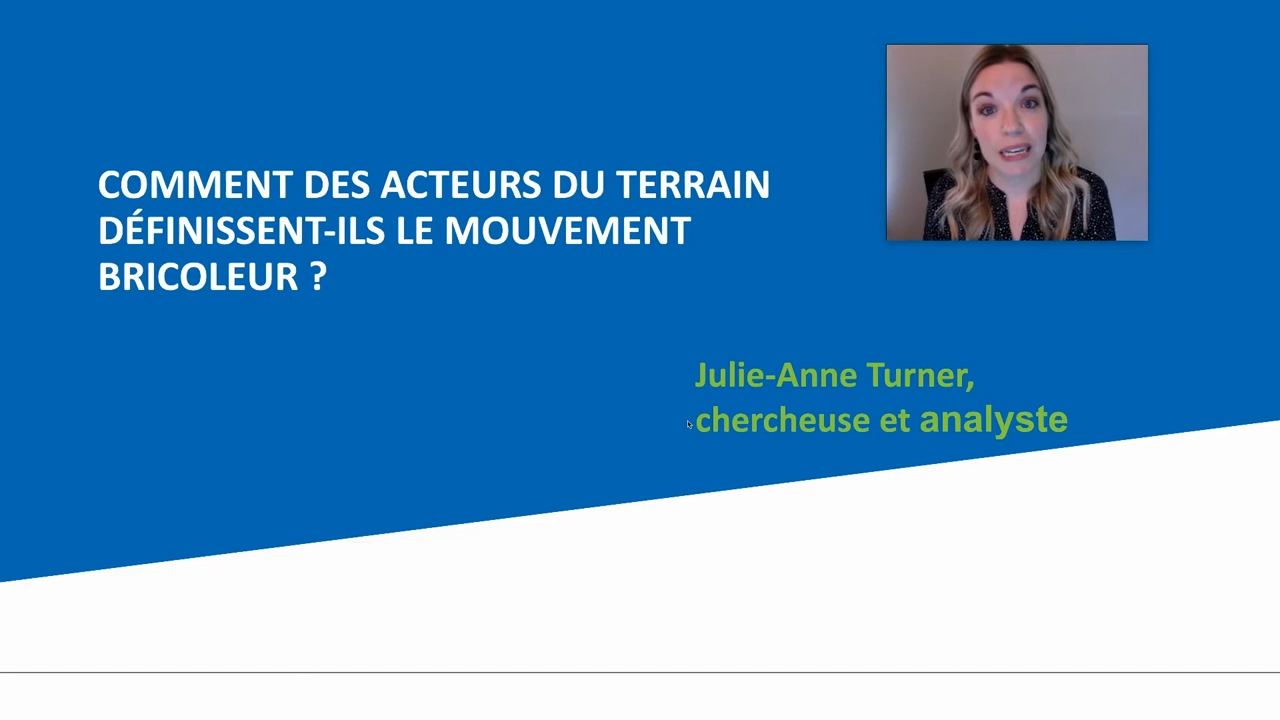 COMMENT DES ACTEURS DU TERRAIN
DÉFINISSENT-ILS LE MOUVEMENT
BRICOLEUR ?
Julie-Anne Turner,
chercheuse et analyste